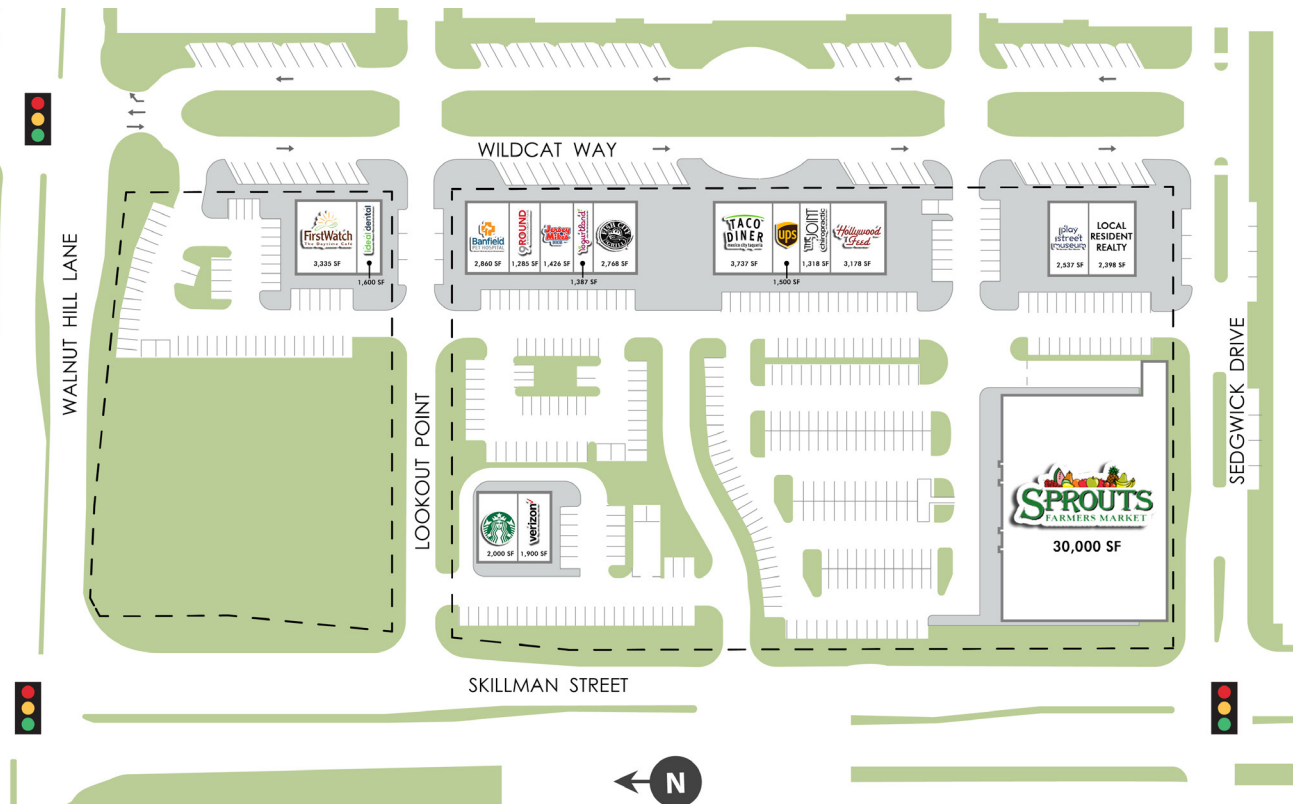 WILDCAT WAY
FirstWatch
The Daytime Cafe
3,335 SF
ideal dental
1,600 SF
Banfield
PET HOSPITAL
2,860 SF
9ROUND
1,285 SF
Jersey
Mike's
SUBS
1,426 SF
Yogurtland
1,387 SF
2,768 SF
TACO
DINER
mexico city taqueria
3,737 SF
ups
1,500 SF
THE JOINT
chiropractic
1,318 SF
Hollywood
Feed
3,178 SF
play
street
museum
2,537 SF
LOCAL
RESIDENT
REALTY
2,398 SF
WALNUT HILL LANE
LOOKOUT POINT
SEDGWICK DRIVE
2,000 SF
verizon
1,900 SF
SPROUTS
FARMERS MARKET
30,000 SF
SKILLMAN STREET
N